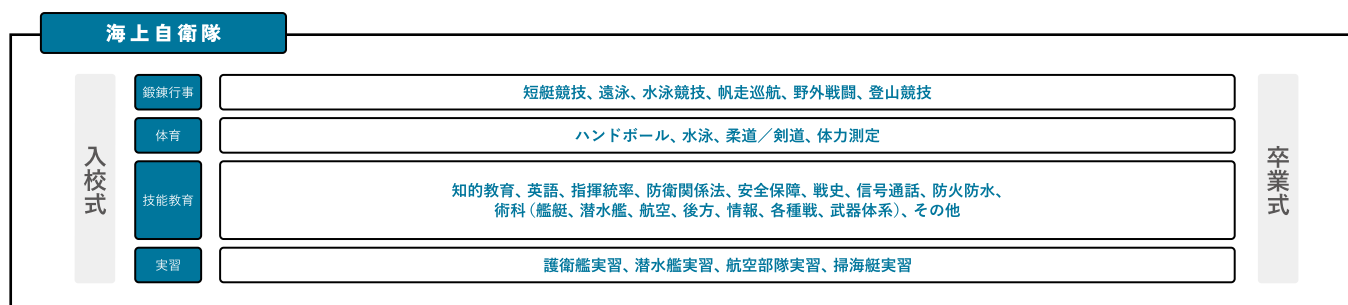 海上自衛隊
入校式
鍛錬行事
短艇競技、遠泳、水泳競技、帆走巡航、野外戦闘、登山競技
体育
ハンドボール、水泳、柔道／剣道、体力測定
技能教育
知的教育、英語、指揮統率、防衛関係法、安全保障、戦史、信号通話、防火防水、
術科（艦艇、潜水艦、航空、後方、情報、各種戦、武器体系）、その他
実習
護衛艦実習、潜水艦実習、航空部隊実習、掃海艇実習
卒業式